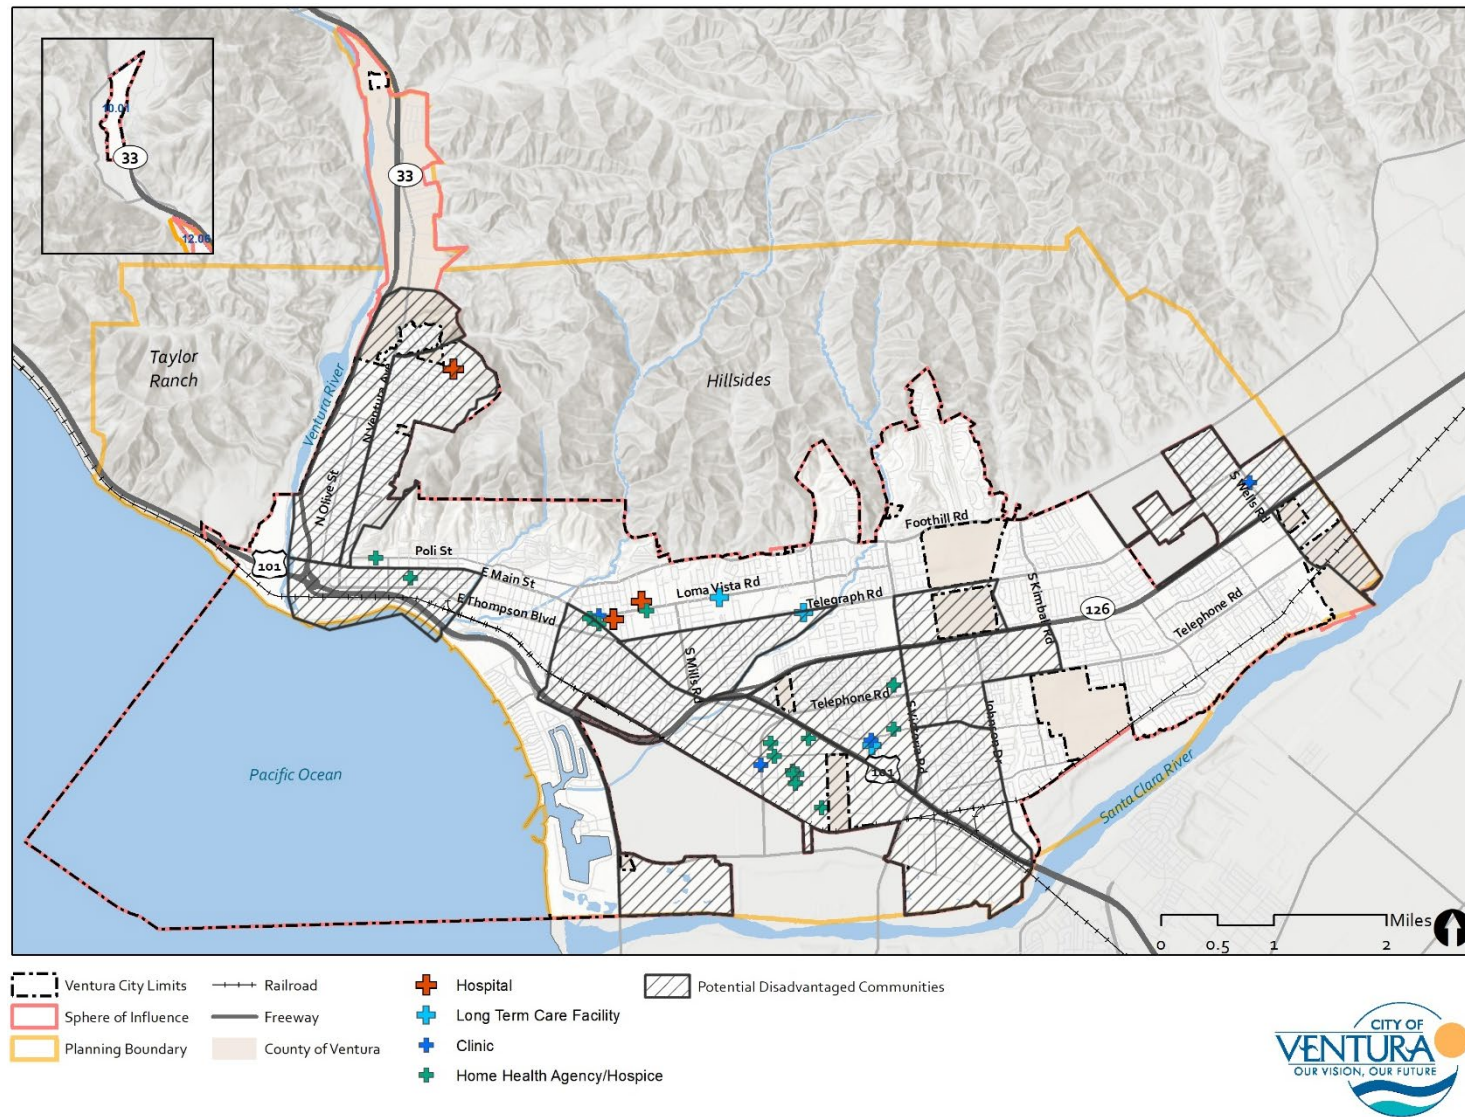 10.01
33
12.06
33
Taylor
Ranch
Hillsides
Ventura River
N Ventura Ave
N Olive St
S Wells Rd
Foothill Rd
101
Poli St
E Main St
Loma Vista Rd
Telegraph Rd
S Kimball Rd
126
E Thompson Blvd
Telephone Rd
S Mills Rd
Telephone Rd
S Victoria Rd
Johnson Dr
101
Pacific Ocean
Santa Clara River
Miles
0 0.5 1 2
Ventura City Limits
Sphere of Influence
Planning Boundary
Railroad
Freeway
County of Ventura
Hospital
Long Term Care Facility
Clinic
Home Health Agency/Hospice
Potential Disadvantaged Communities
CITY OF
VENTURA
OUR VISION, OUR FUTURE